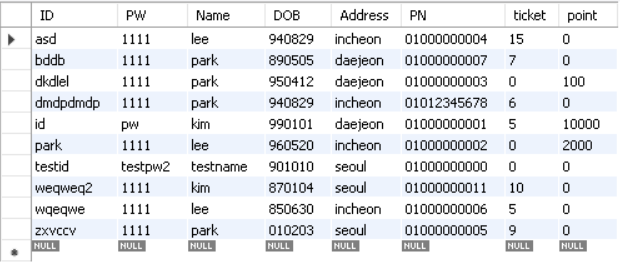 ID PW Name DOB Address PN ticket point
asd 1111 lee 940829 incheon 01000000004 15 0
bddb 1111 park 890505 daejeon 01000000007 7 0
dkdlel 1111 park 950412 daejeon 01000000003 0 100
dmdpdmdp 1111 park 940829 incheon 01012345678 6 0
id pw kim 990101 daejeon 01000000001 5 10000
park 1111 lee 960520 incheon 01000000002 0 2000
testid testpw2 testname 901010 seoul 01000000000 0 0
weqweq2 1111 kim 870104 seoul 01000000011 10 0
wqeqwe 1111 lee 850630 incheon 01000000006 5 0
zxvccv 1111 park 010203 seoul 01000000005 9 0
NULL NULL NULL NULL NULL NULL NULL NULL